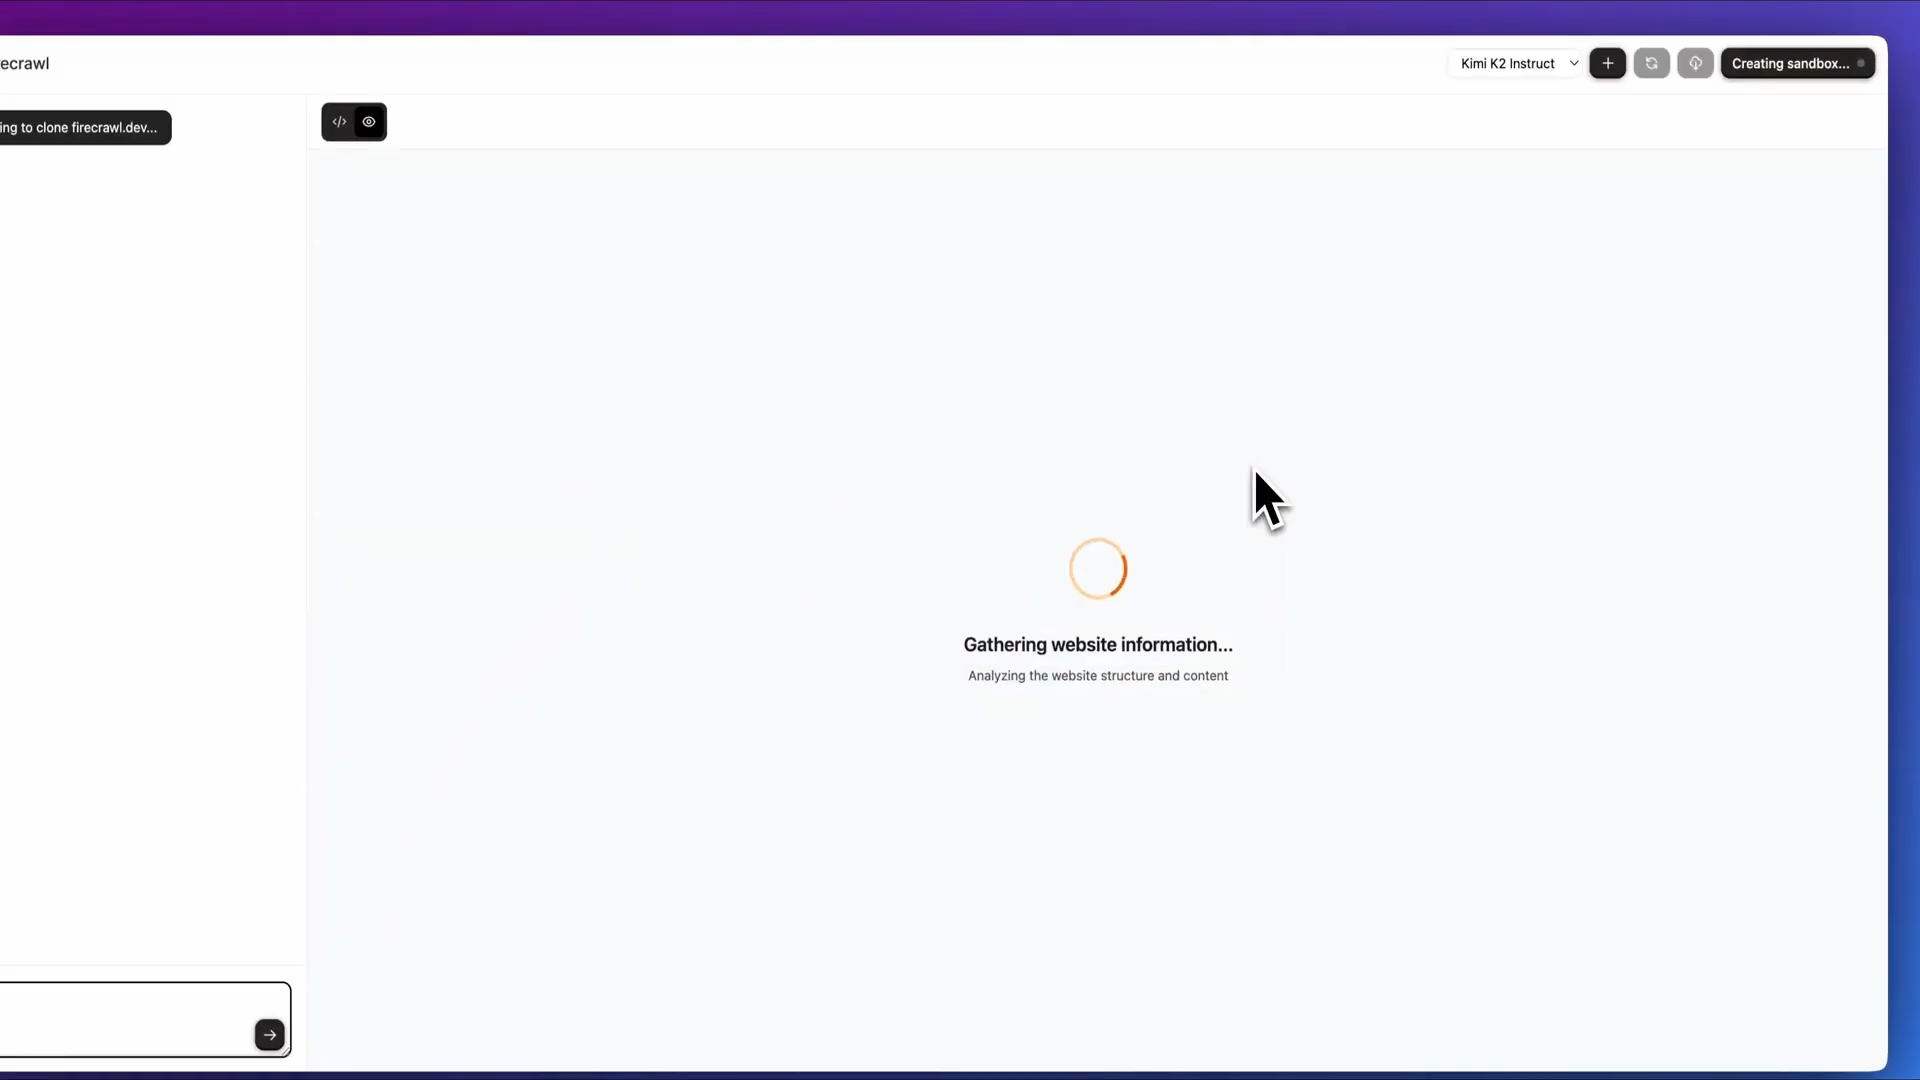 ecrawl
Kimi K2 Instruct
Creating sandbox...
ing to clone firecrawl.dev...
</>
Gathering website information...
Analyzing the website structure and content